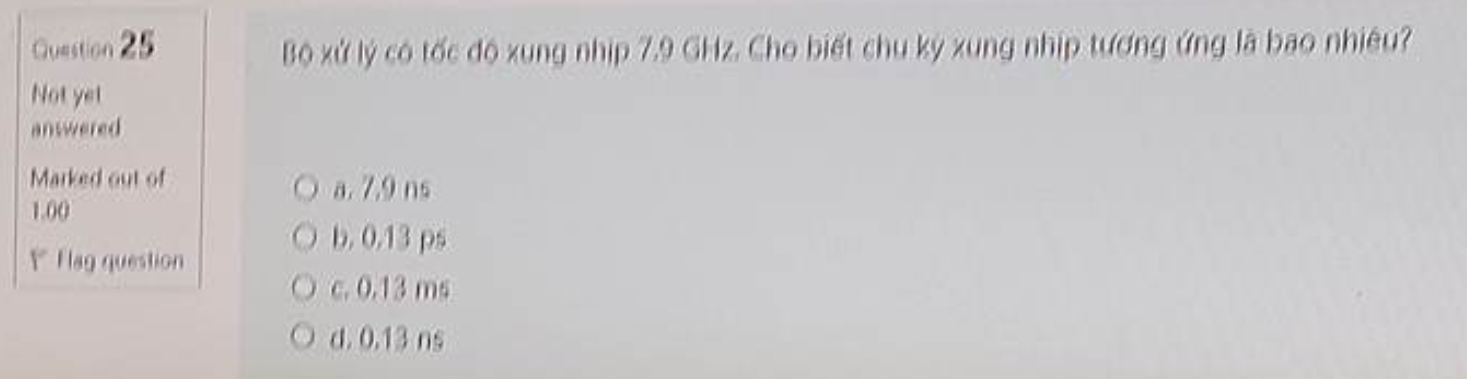 Question 25
Not yet
answered
Marked out of
1.00
Flag question
Bộ xử lý có tốc độ xung nhịp 7.9 GHz. Cho biết chu kỳ xung nhịp tương ứng là bao nhiêu?
a. 7,9 ns
b. 0,13 ps
c. 0,13 ms
d. 0,13 ns